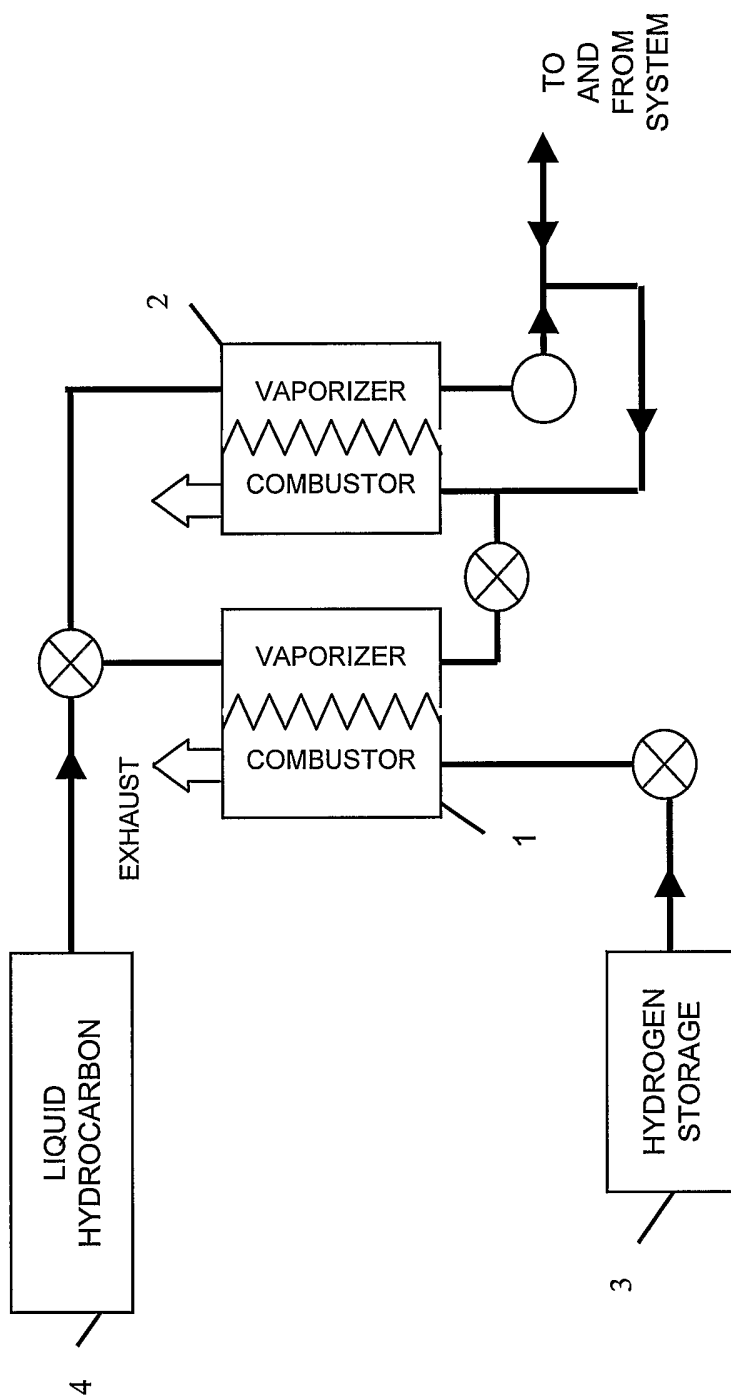 4
LIQUID
HYDROCARBON
EXHAUST
COMBUSTOR
VAPORIZER
1
COMBUSTOR
VAPORIZER
2
3
HYDROGEN
STORAGE
TO
AND
FROM
SYSTEM